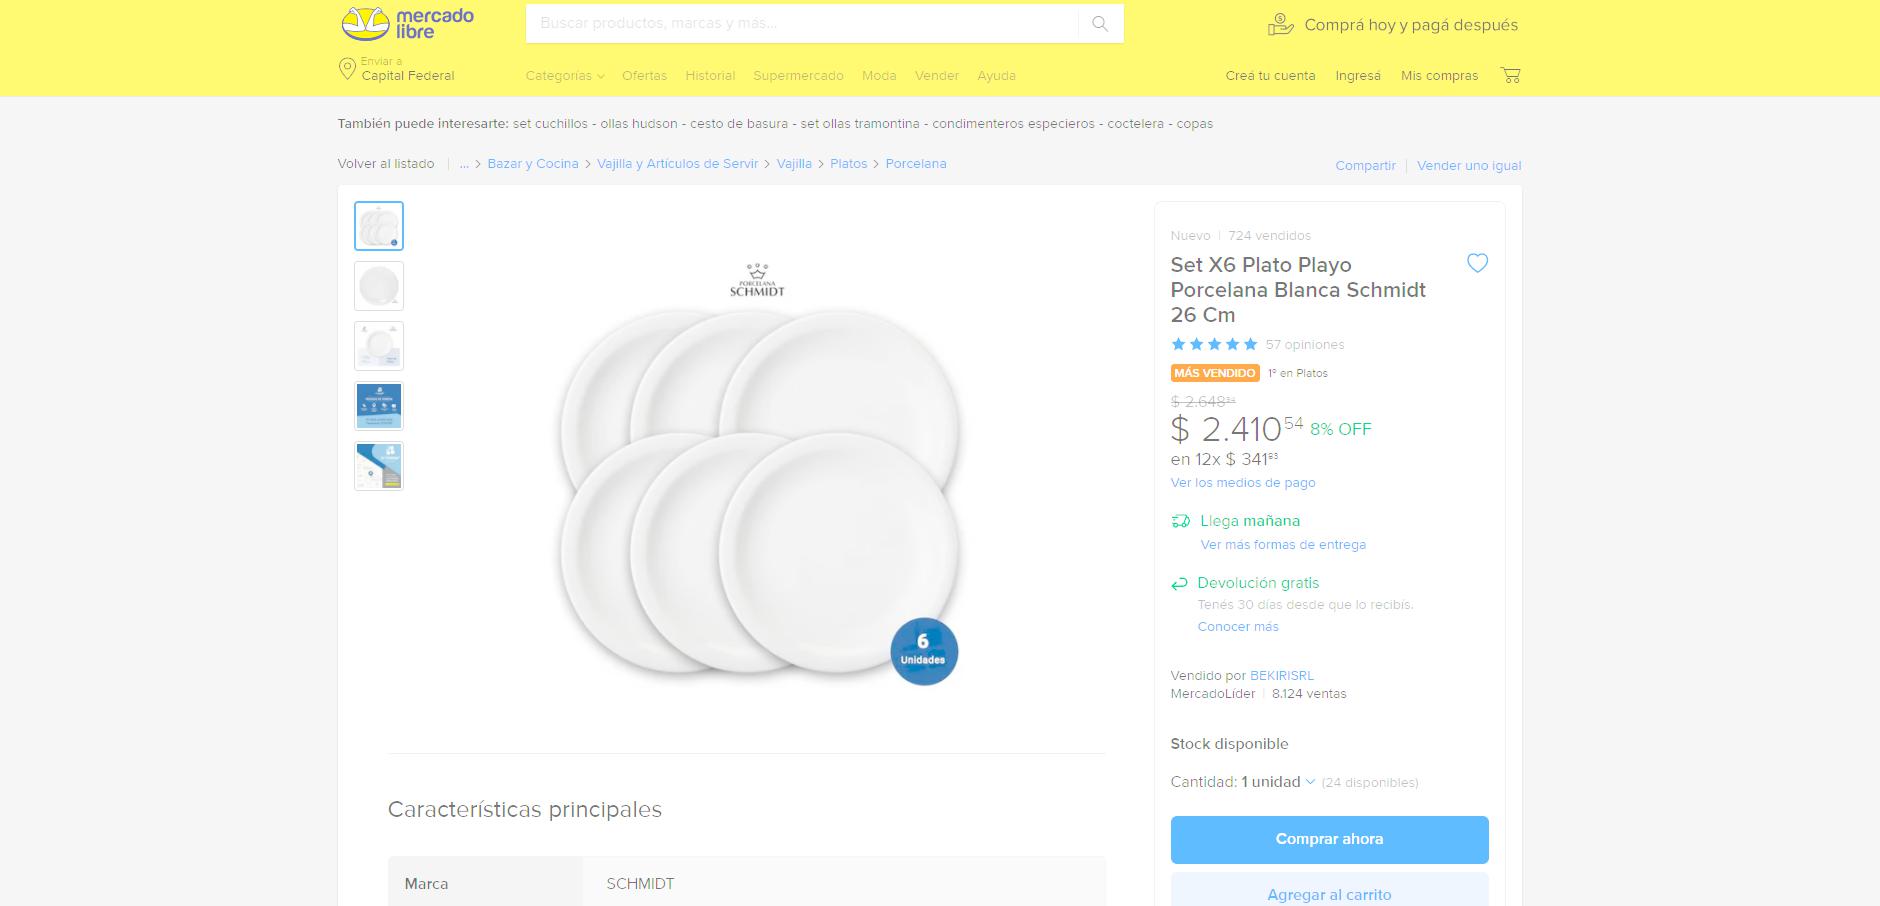 mercado
libre
Buscar productos, marcas y más...
Comprá hoy y pagá después
Enviar a
Capital Federal
Categorías Ofertas Historial Supermercado Moda Vender Ayuda
Creá tu cuenta Ingresá Mis compras
También puede interesarte: set cuchillos - ollas hudson - cesto de basura - set ollas tramontina - condimenteros especieros - coctelera - copas
Volver al listado | ... > Bazar y Cocina > Vajilla y Artículos de Servir > Vajilla > Platos > Porcelana
Compartir | Vender uno igual
PORCELANA
SCHMIDT
6
Unidades
Nuevo | 724 vendidos
Set X6 Plato Playo
Porcelana Blanca Schmidt
26 Cm
57 opiniones
MÁS VENDIDO 1º en Platos
$ 2.648
$ 2.410 54 8% OFF
en 12x $ 341
Ver los medios de pago
Llega mañana
Ver más formas de entrega
Devolución gratis
Tenés 30 días desde que lo recibís.
Conocer más
Vendido por BEKIRISRL
MercadoLíder | 8.124 ventas
Stock disponible
Cantidad: 1 unidad (24 disponibles)
Comprar ahora
Agregar al carrito
Características principales
Marca SCHMIDT